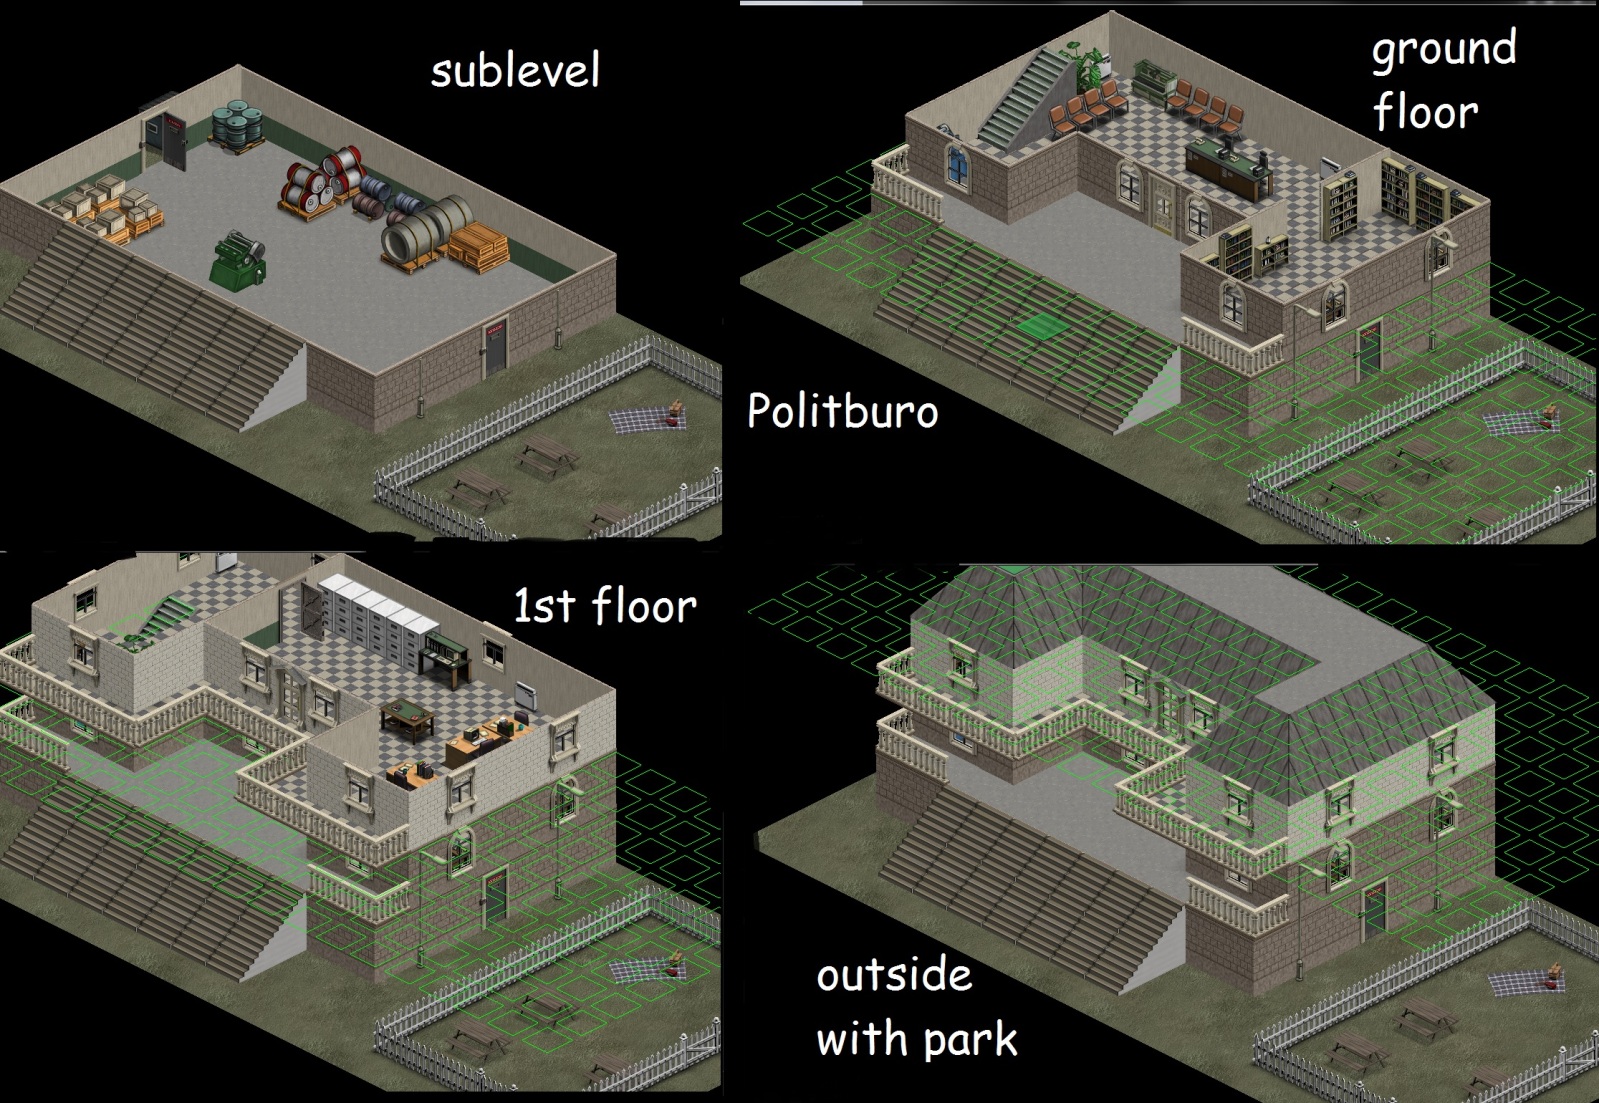 sublevel
ground
floor
Politburo
1st floor
outside
with park